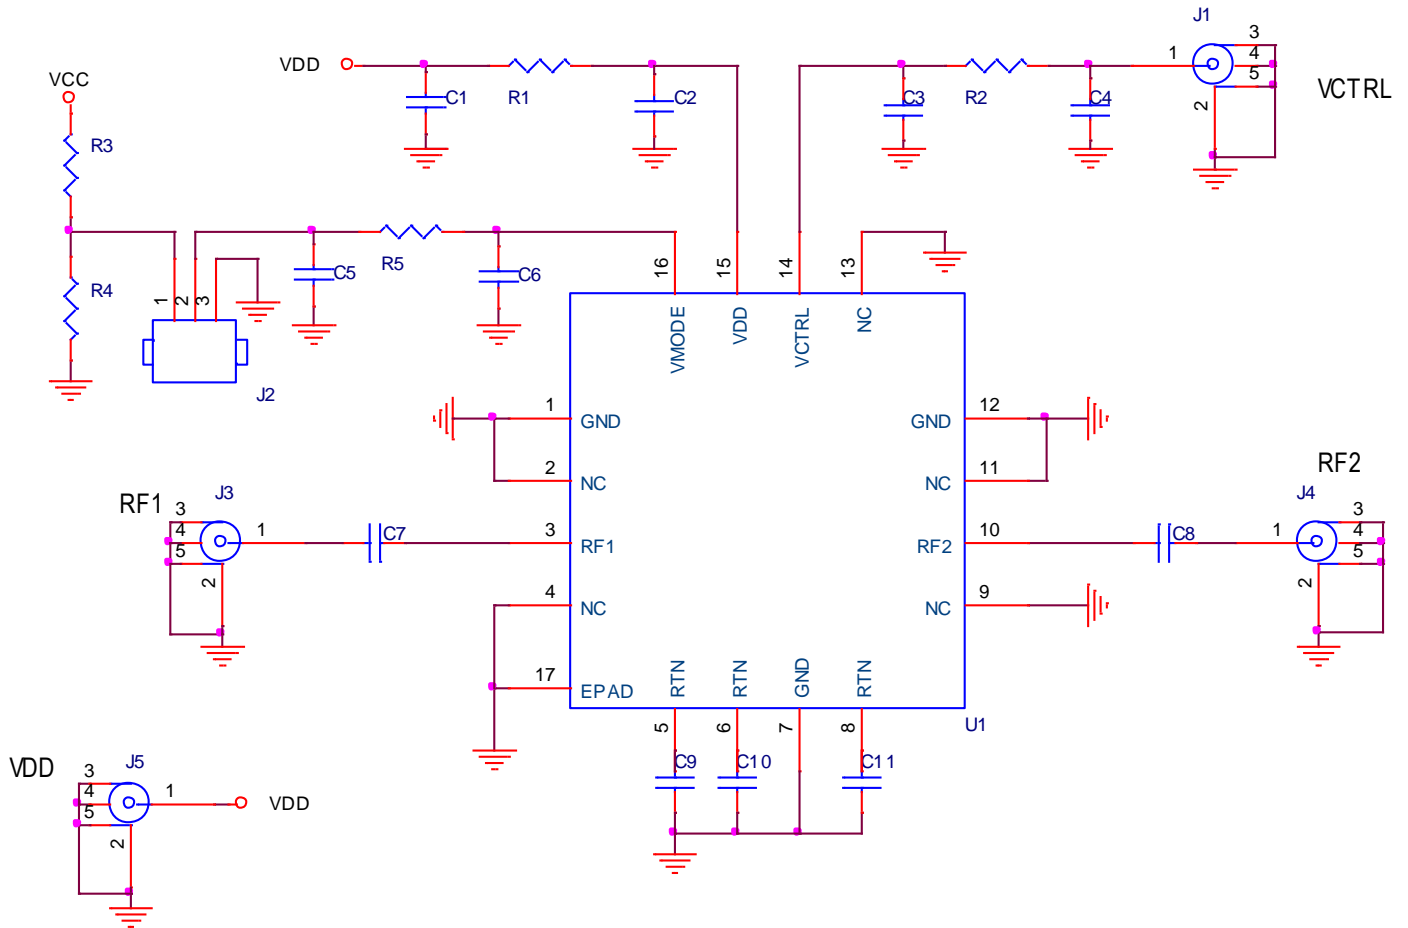 J1
3
VDD
1
4
VCC
5
C1
R1
C2
C3
R2
C4
VCTRL
2
R3
R4
1
2
3
C5
R5
C6
16
15
14
13
J2
VMODE
VDD
VCTRL
NC
1
GND
12
GND
2
NC
11
NC
RF1
J3
3
4
5
1
2
C7
3
RF1
10
RF2
C8
RF2
J4
1
3
4
5
2
4
NC
9
NC
17
EPAD
RTN
RTN
GND
RTN
5
6
7
8
U1
C9
C10
C11
VDD
J5
3
4
5
1
VDD
2